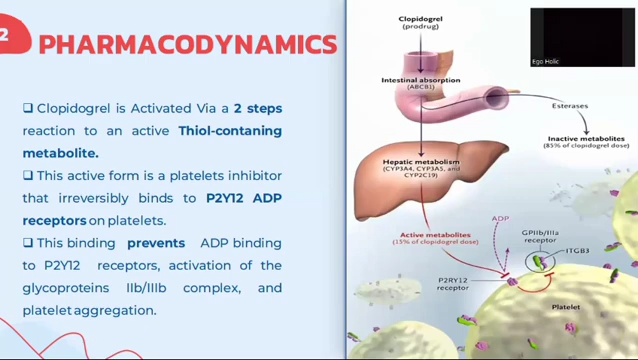 2
PHARMACODYNAMICS
❑ Clopidogrel is Activated Via a 2 steps
reaction to an active Thiol-contaning
metabolite.
❑ This active form is a platelets inhibitor
that irreversibly binds to P2Y12 ADP
receptors on platelets.
❑ This binding prevents ADP binding
to P2Y12 receptors, activation of the
glycoproteins IIb/IIIb complex, and
platelet aggregation.
Clopidogrel
(prodrug)
Intestinal absorption
(ABCB1)
Esterases
Inactive metabolites
(85% of clopidogrel dose)
Hepatic metabolism
(CYP3A4, CYP3A5, and
CYP2C19)
Active metabolites
(15% of clopidogrel dose)
ADP
GPIIb/IIIa
receptor
ITGB3
P2RY12
receptor
Platelet
Ego Holic